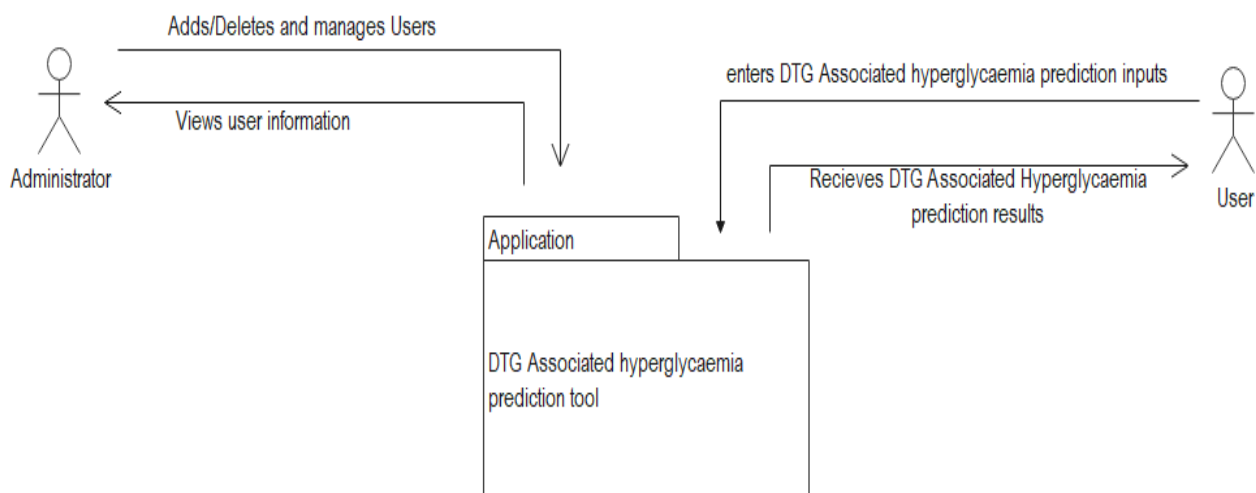 Adds/Deletes and manages Users
enters DTG Associated hyperglycaemia prediction inputs
Views user information
Administrator
Recieves DTG Associated Hyperglycaemia
prediction results
User
Application
DTG Associated hyperglycaemia
prediction tool